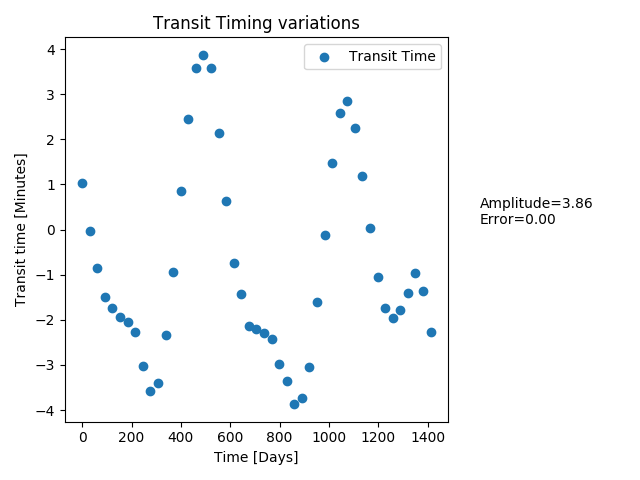 Transit Timing variations
Transit Time
4
3
2
1
0
−1
−2
−3
−4
Transit time [Minutes]
0 200 400 600 800 1000 1200 1400
Time [Days]
Amplitude=3.86
Error=0.00